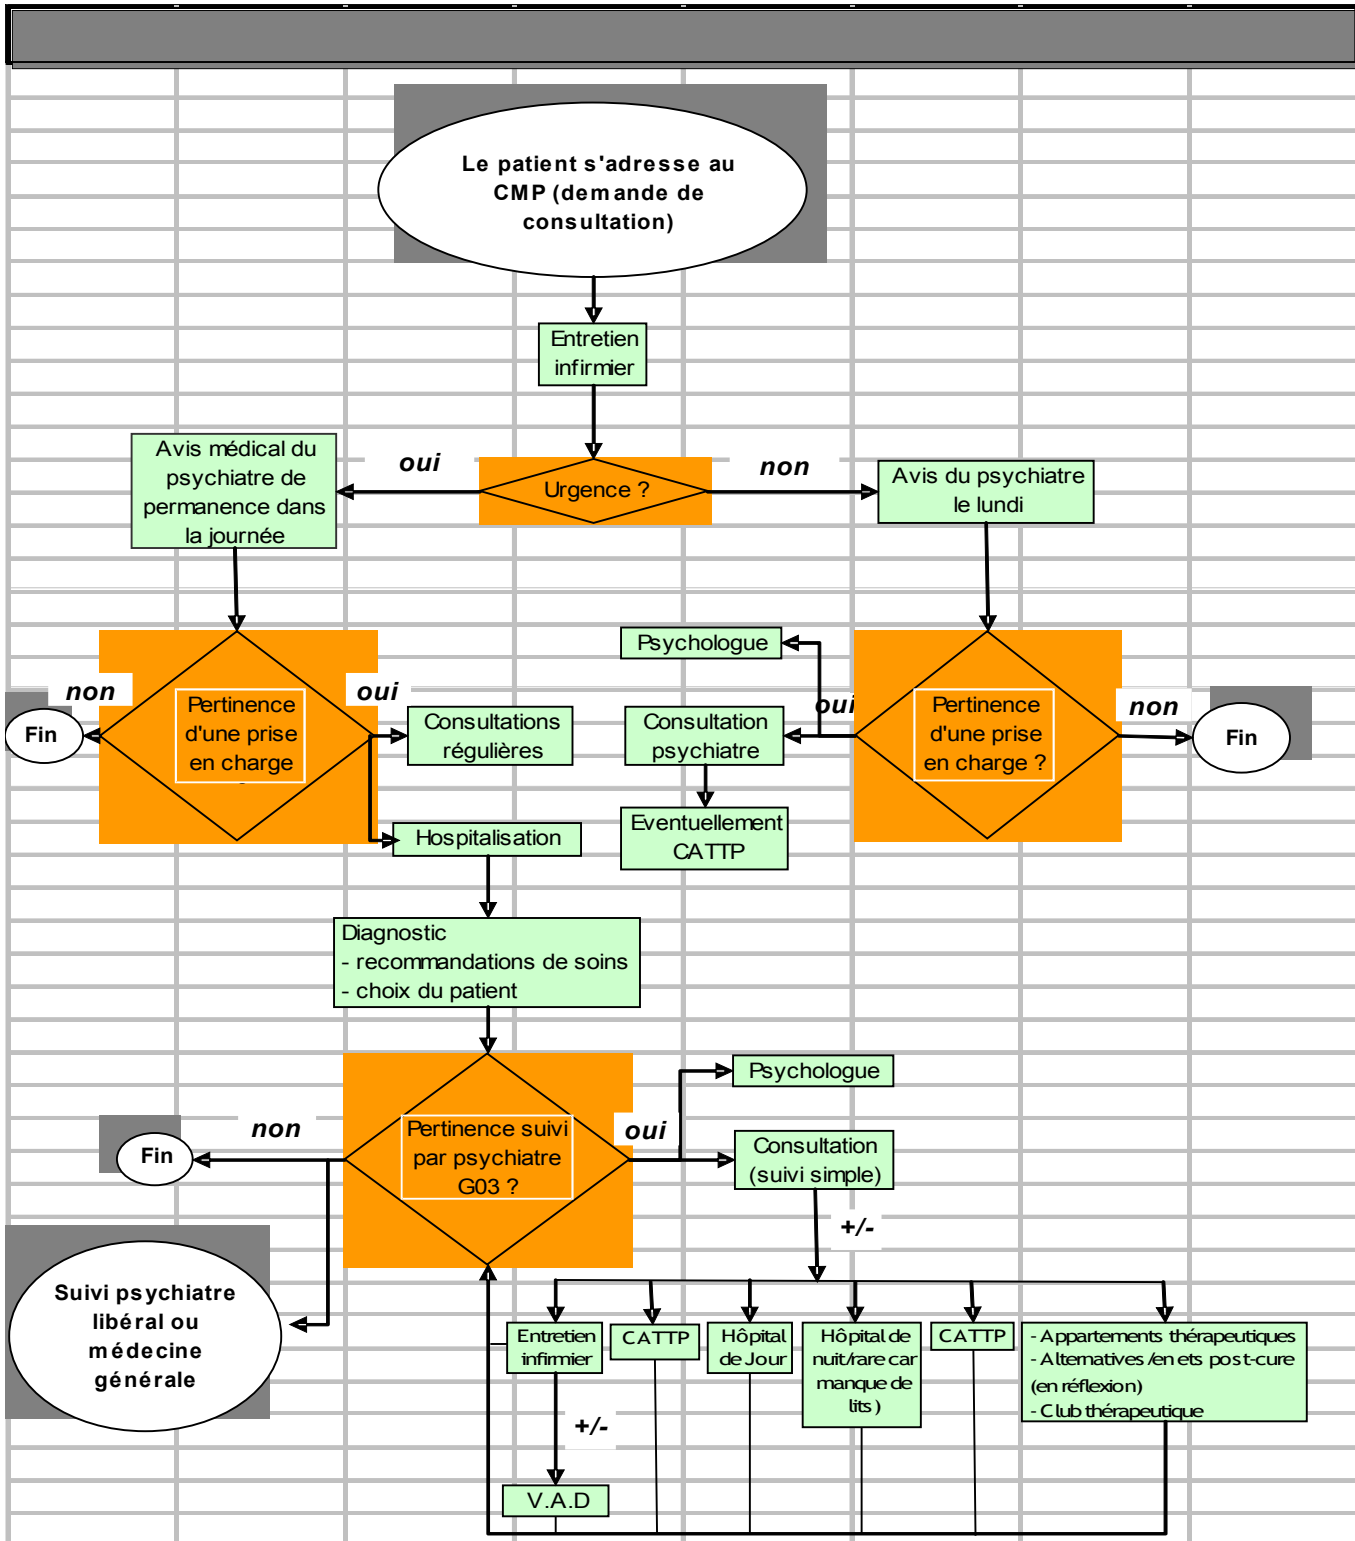 Le patient s'adresse au
CMP (demande de
consultation)
Entretien
infirmier
Avis médical du
psychiatre de
permanence dans
la journée
oui
Urgence ?
non
Avis du psychiatre
le lundi
non
Fin
Pertinence
d'une prise
en charge
oui
Consultations
régulières
Hospitalisation
Psychologue
Consultation
psychiatre
Eventuellement
CATTP
oui
Pertinence
d'une prise
en charge ?
non
Fin
Diagnostic
- recommandations de soins
- choix du patient
non
Fin
Pertinence suivi
par psychiatre
G03 ?
oui
Psychologue
Consultation
(suivi simple)
+/-
Suivi psychiatre
libéral ou
médecine
générale
Entretien
infirmier
CATTP
Hôpital
de Jour
Hôpital de
nuit/rare car
manque de
lits )
CATTP
- Appartements thérapeutiques
- Alternatives /en ets post-cure
(en réflexion)
- Club thérapeutique
+/-
V.A.D